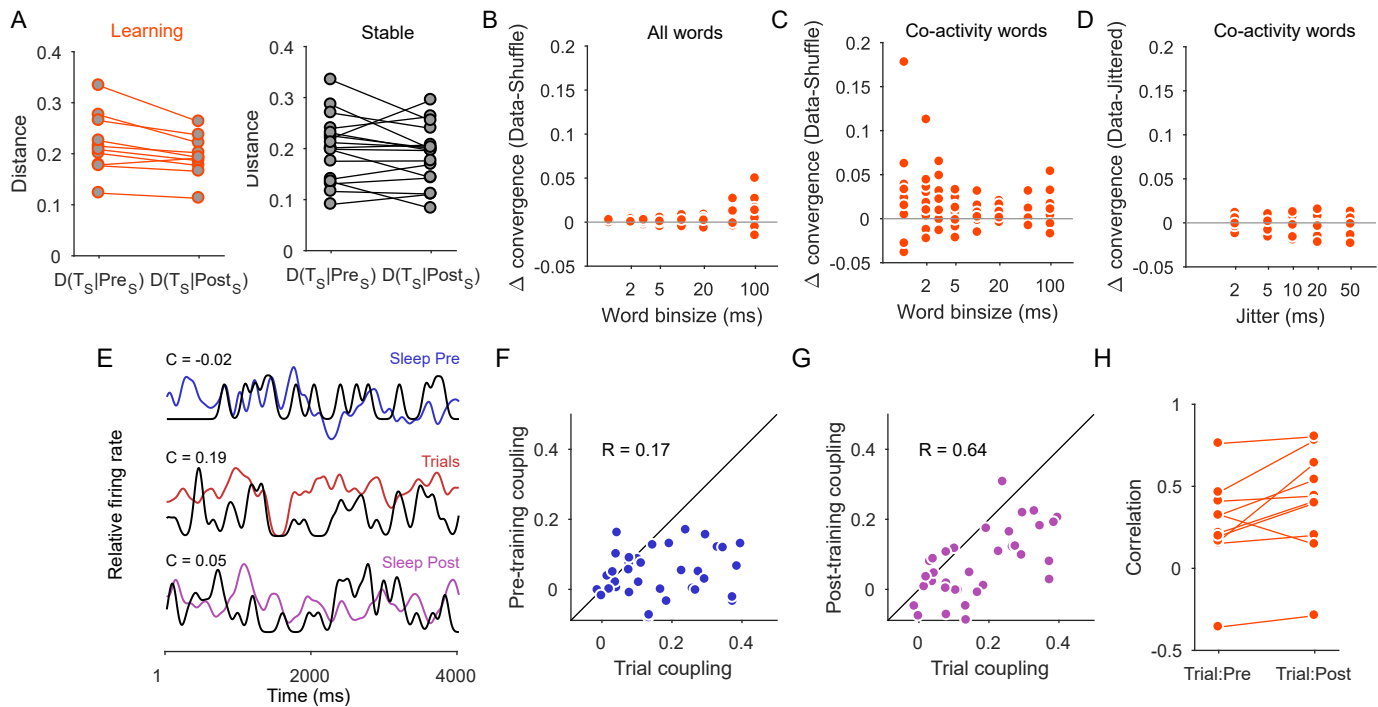 A
Learning
Distance
0.4
0.3
0.2
0.1
0
D(T_S|Pre_S)
D(T_S|Post_S)
Stable
Distance
0.4
0.3
0.2
0.1
0
D(T_S|Pre_S)
D(T_S|Post_S)
B
All words
Δ convergence (Data-Shuffle)
0.2
0.15
0.1
0.05
0
-0.05
2 5 20 100
Word binsize (ms)
C
Co-activity words
Δ convergence (Data-Shuffle)
0.2
0.15
0.1
0.05
0
-0.05
2 5 20 100
Word binsize (ms)
D
Co-activity words
Δ convergence (Data-Jittered)
0.2
0.15
0.1
0.05
0
-0.05
2 5 10 20 50
Jitter (ms)
E
Relative firing rate
C = -0.02
Sleep Pre
C = 0.19
Trials
C = 0.05
Sleep Post
1 2000 4000
Time (ms)
F
Pre-training coupling
R = 0.17
0.4
0.2
0
0 0.2 0.4
Trial coupling
G
Post-training coupling
R = 0.64
0.4
0.2
0
0 0.2 0.4
Trial coupling
H
Correlation
1
0.5
0
-0.5
Trial:Pre Trial:Post